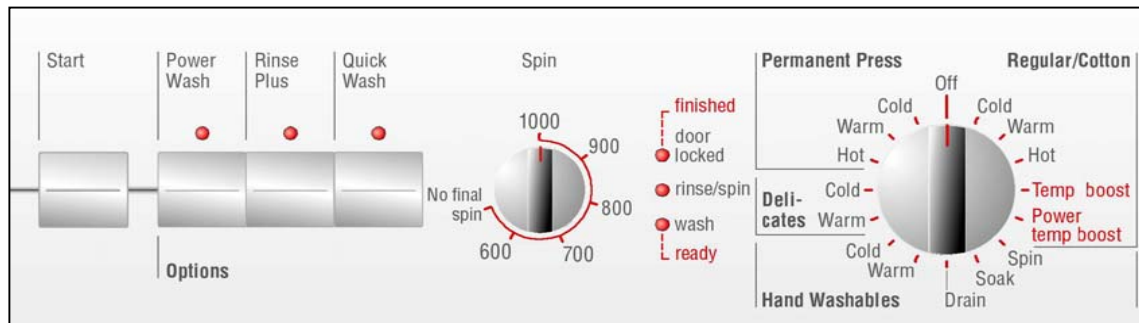 Start
Power
Wash
Rinse
Plus
Quick
Wash
Options
Spin
1000
900
800
700
600
No final
spin
finished
door
locked
rinse/spin
wash
ready
Permanent Press
Regular/Cotton
Off
Cold
Warm
Hot
Temp boost
Power
temp boost
Spin
Soak
Drain
Cold
Warm
Hot
Deli-
cates
Cold
Warm
Hand Washables
Cold
Warm